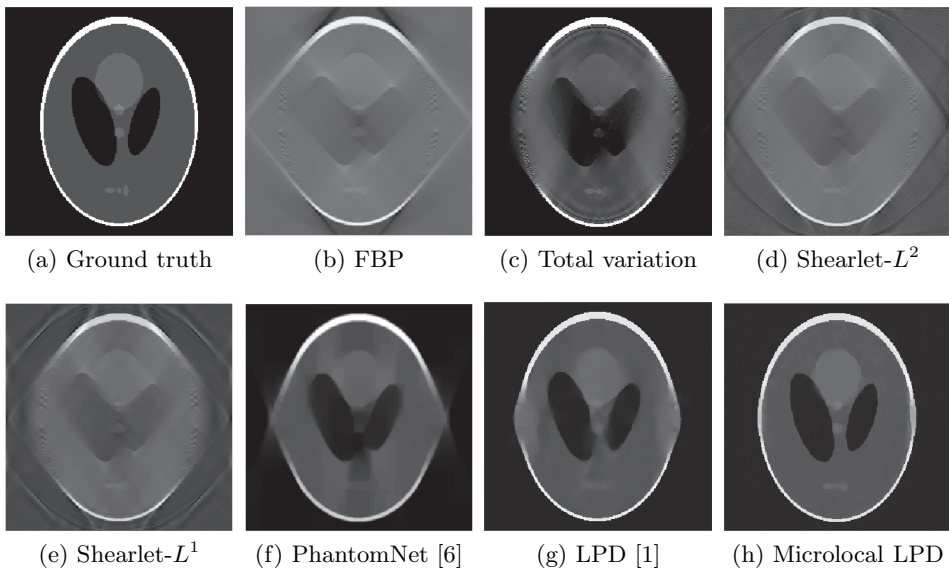 (a) Ground truth
(b) FBP
(c) Total variation
(d) Shearlet-L²
(e) Shearlet-L¹
(f) PhantomNet [6]
(g) LPD [1]
(h) Microlocal LPD